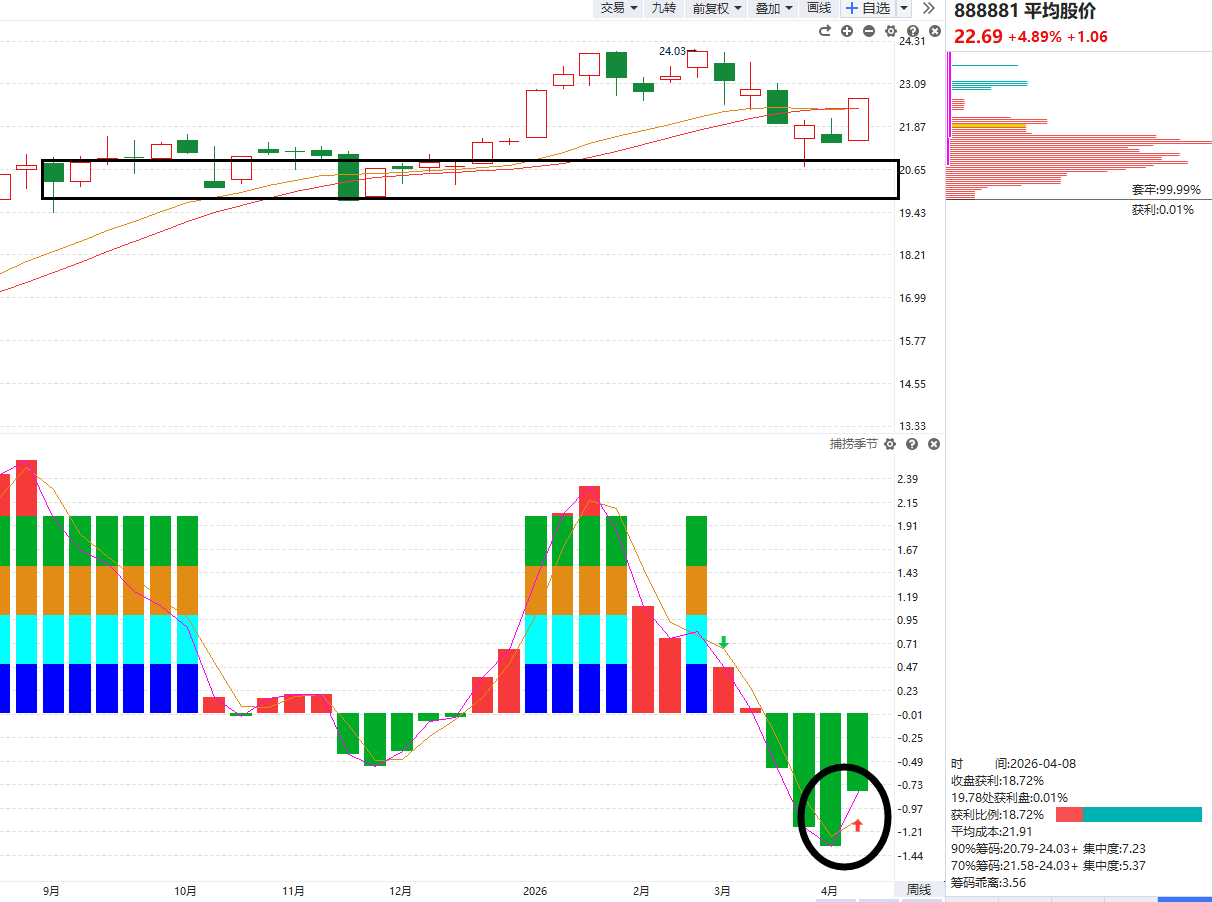 交易 九转 前复权 叠加 画线 自选
888881 平均股价
22.69 +4.89% +1.06
24.03
24.31
23.09
21.87
20.65
19.43
18.21
16.99
15.77
14.55
13.33
套牢:99.99%
获利:0.01%
捕捞季节
2.39
2.15
1.91
1.67
1.43
1.19
0.95
0.71
0.47
0.23
-0.01
-0.25
-0.49
-0.73
-0.97
-1.21
-1.44
时 间:2026-04-08
收盘获利:18.72%
19.78处获利盘:0.01%
获利比例:18.72%
平均成本:21.91
90%筹码:20.79-24.03+ 集中度:7.23
70%筹码:21.58-24.03+ 集中度:5.37
筹码乖离:3.56
9月 10月 11月 12月 2026 2月 3月 4月 周线